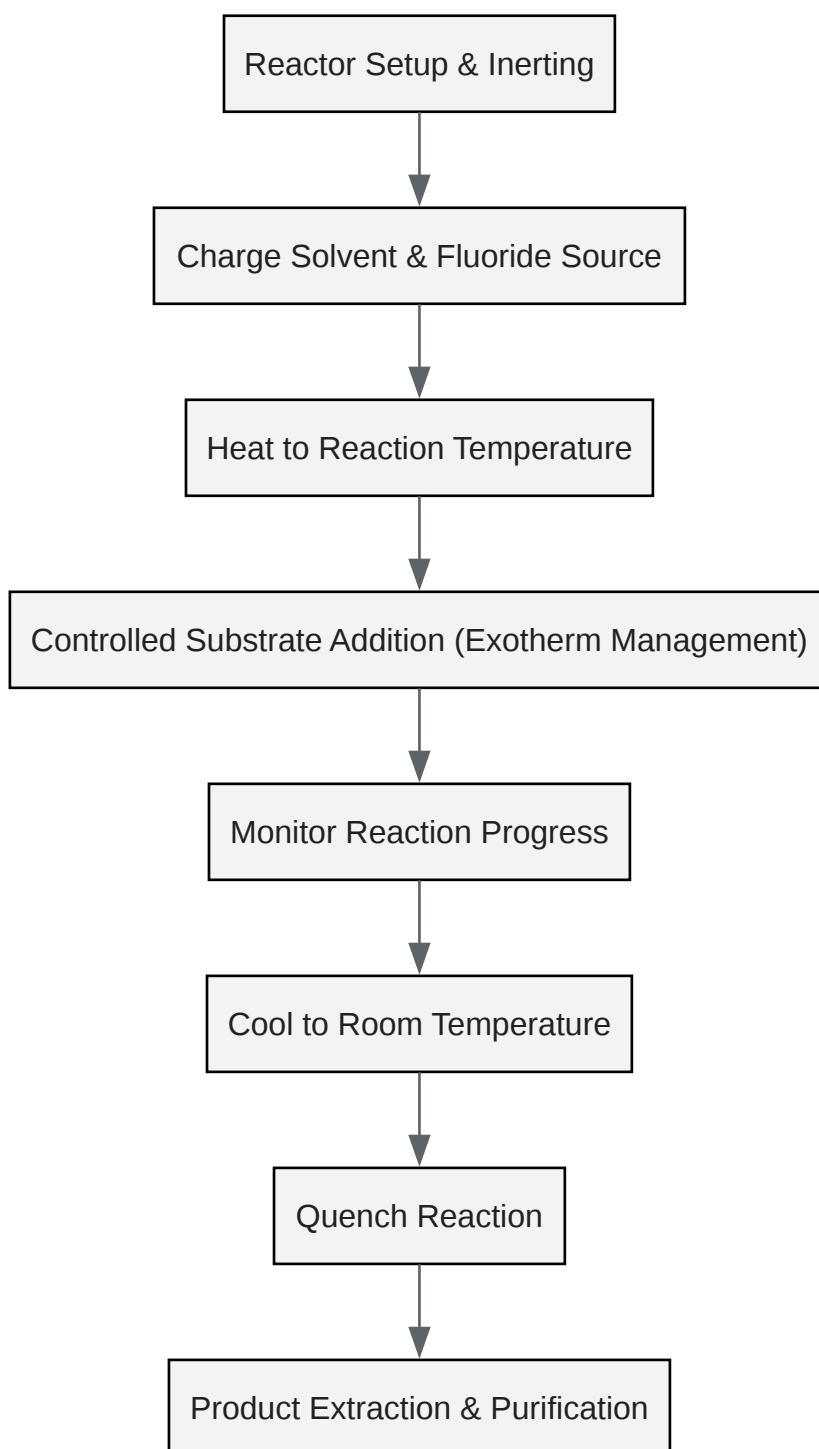 Reactor Setup & Inerting
Charge Solvent & Fluoride Source
Heat to Reaction Temperature
Controlled Substrate Addition (Exotherm Management)
Monitor Reaction Progress
Cool to Room Temperature
Quench Reaction
Product Extraction & Purification